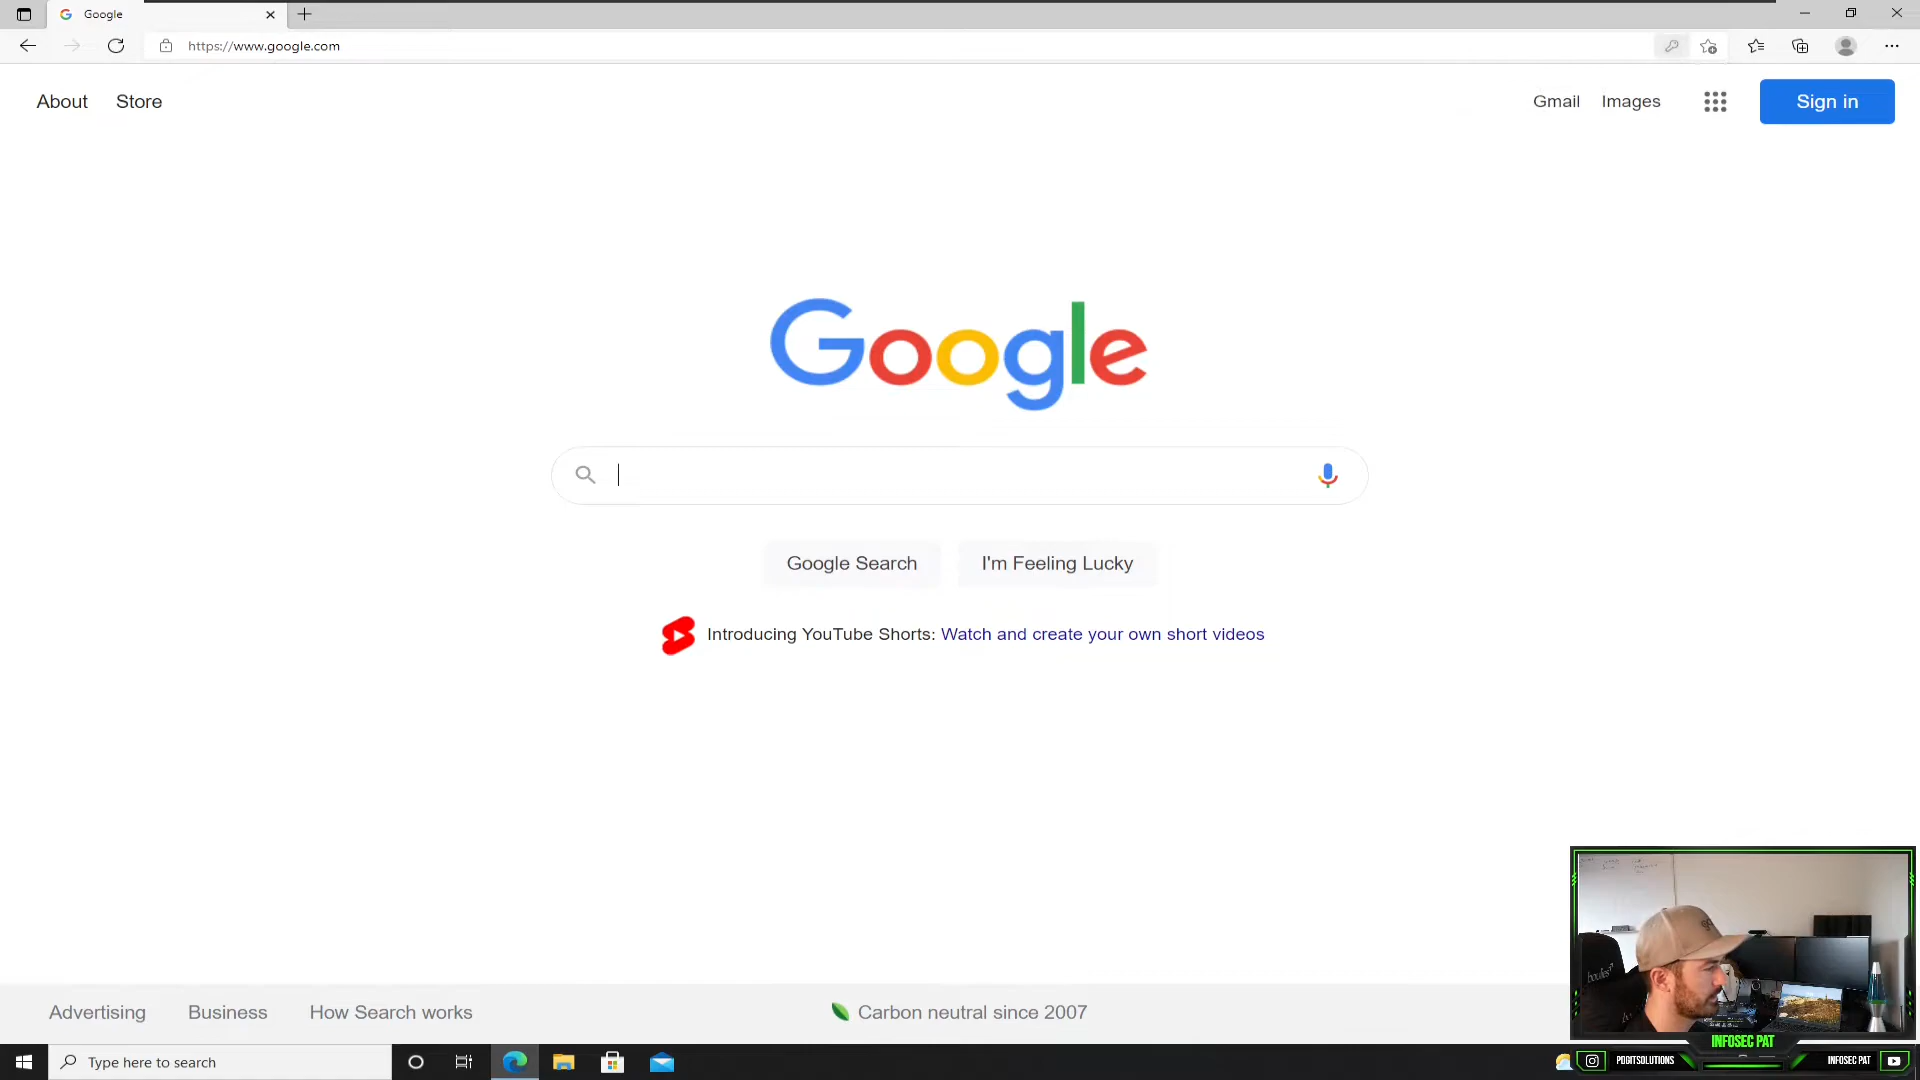 Google
https://www.google.com
About
Store
Gmail
Images
Sign in
Google
Google Search
I'm Feeling Lucky
Introducing YouTube Shorts: Watch and create your own short videos
Advertising
Business
How Search works
Carbon neutral since 2007
INFOSEC PAT
Type here to search
PDDITSOLUTIONS
INFOSEC PAT